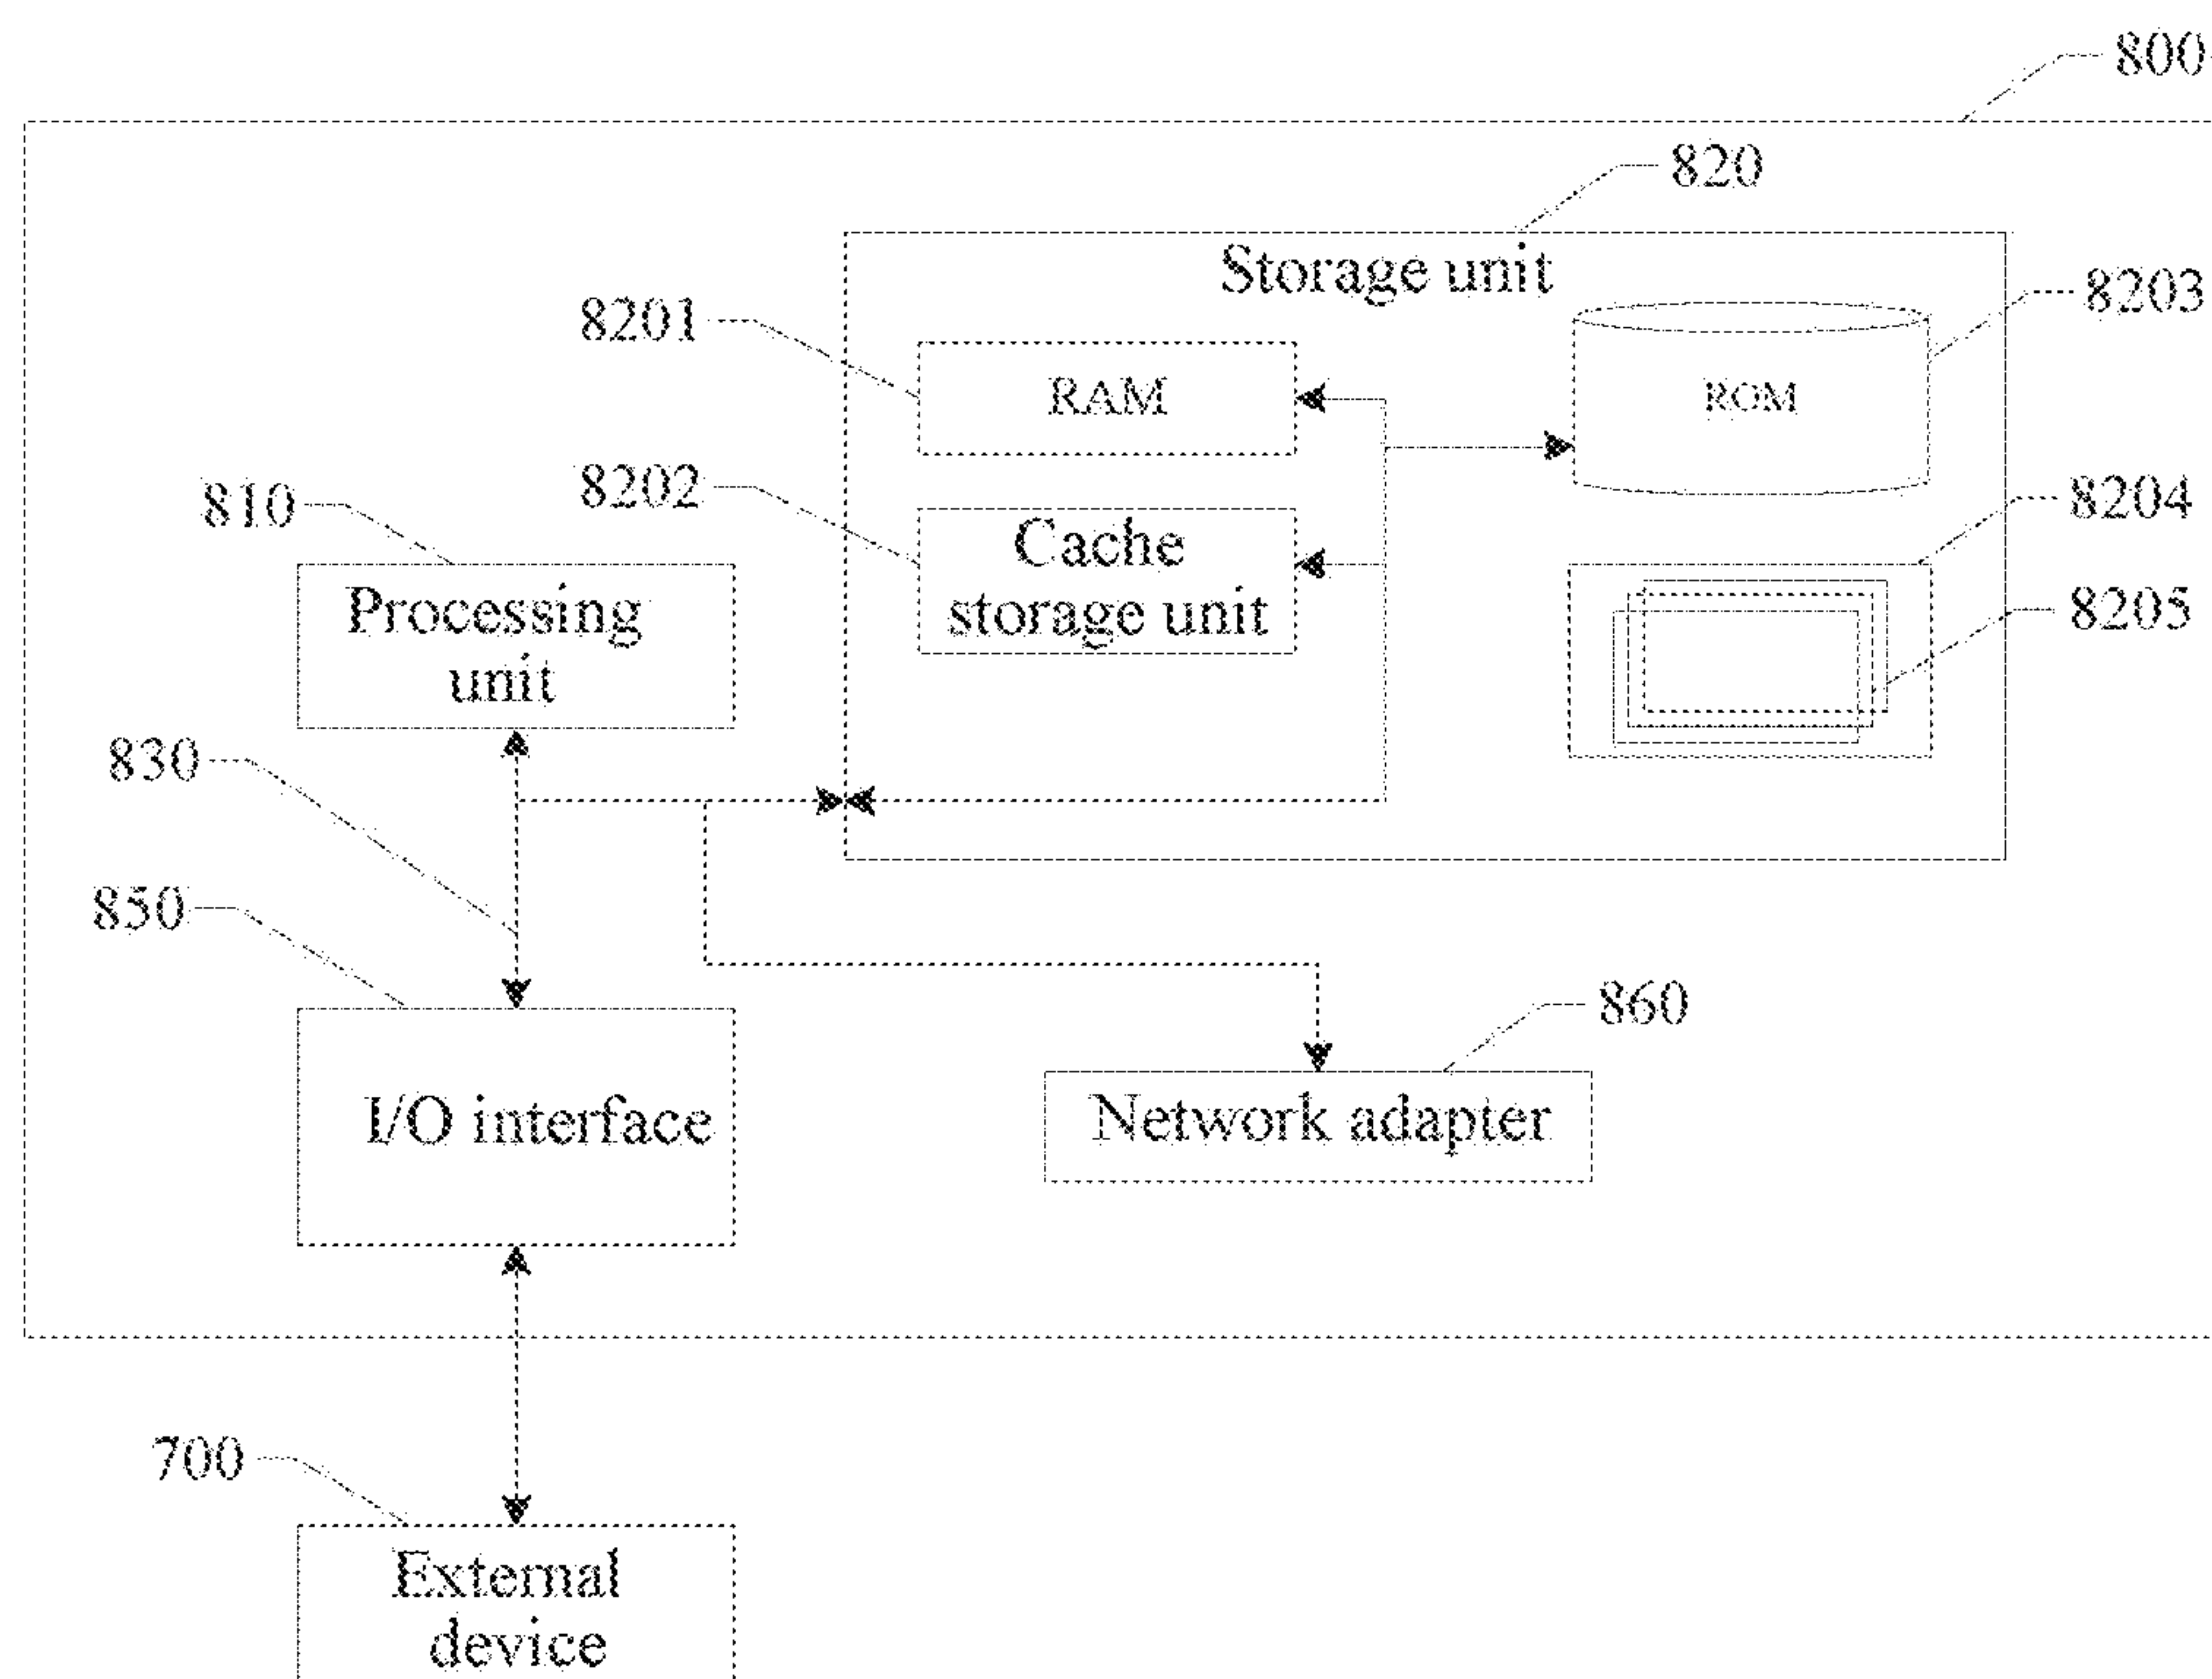 800
820
Storage unit
8203
8201
RAM
ROM
8202
8204
810
Cache
storage unit
Processing
unit
8205
830
850
860
I/O interface
Network adapter
700
External
device